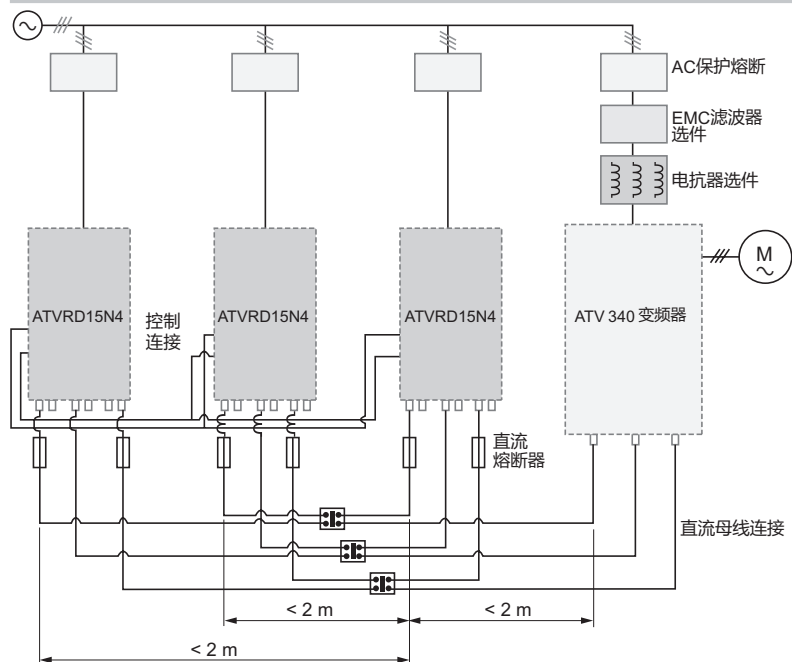 AC保护熔断
EMC滤波器
选件
电抗器选件
M
ATVRD15N4
控制
连接
ATVRD15N4
ATVRD15N4
ATV 340 变频器
直流
熔断器
直流母线连接
< 2 m
< 2 m
< 2 m